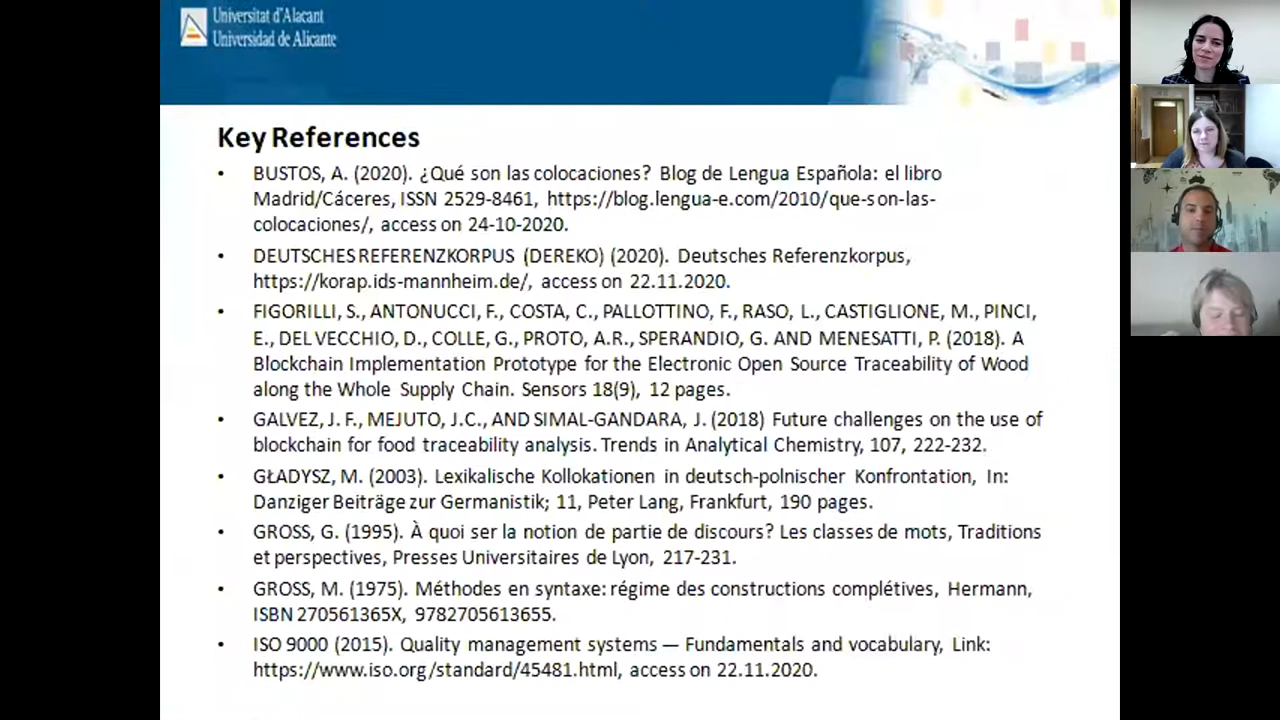 Universitat d'Alacant
Universidad de Alicante
Key References
• BUSTOS, A. (2020). ¿Qué son las colocaciones? Blog de Lengua Española: el libro
Madrid/Cáceres, ISSN 2529-8461, https://blog.lengua-e.com/2010/que-son-las-
colocaciones/, access on 24-10-2020.
• DEUTSCHES REFERENZKORPUS (DEREKO) (2020). Deutsches Referenzkorpus,
https://korap.ids-mannheim.de/, access on 22.11.2020.
• FIGORILLI, S., ANTONUCCI, F., COSTA, C., PALLOTTINO, F., RASO, L., CASTIGLIONE, M., PINCI,
E., DEL VECCHIO, D., COLLE, G., PROTO, A.R., SPERANDIO, G. AND MENESATTI, P. (2018). A
Blockchain Implementation Prototype for the Electronic Open Source Traceability of Wood
along the Whole Supply Chain. Sensors 18(9), 12 pages.
• GALVEZ, J. F., MEJUTO, J.C., AND SIMAL-GANDARA, J. (2018) Future challenges on the use of
blockchain for food traceability analysis. Trends in Analytical Chemistry, 107, 222-232.
• GŁADYSZ, M. (2003). Lexikalische Kollokationen in deutsch-polnischer Konfrontation, In:
Danziger Beiträge zur Germanistik; 11, Peter Lang, Frankfurt, 190 pages.
• GROSS, G. (1995). À quoi ser la notion de partie de discours? Les classes de mots, Traditions
et perspectives, Presses Universitaires de Lyon, 217-231.
• GROSS, M. (1975). Méthodes en syntaxe: régime des constructions complétives, Hermann,
ISBN 270561365X, 9782705613655.
• ISO 9000 (2015). Quality management systems — Fundamentals and vocabulary, Link:
https://www.iso.org/standard/45481.html, access on 22.11.2020.